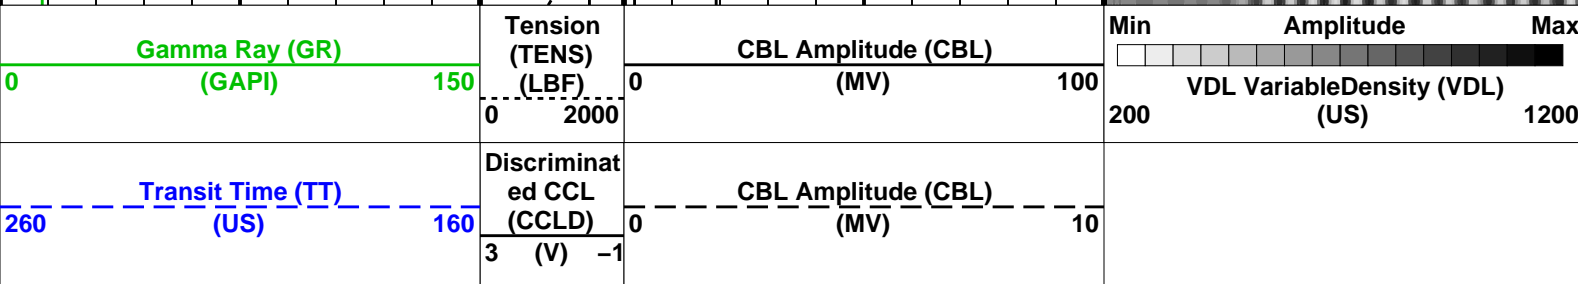 Gamma Ray (GR)
0 (GAPI) 150
Tension
(TENS)
(LBF)
0 2000
CBL Amplitude (CBL)
0 (MV) 100
Min Amplitude Max
VDL VariableDensity (VDL)
200 (US) 1200
Transit Time (TT)
260 (US) 160
Discriminat
ed CCL
(CCLD)
3 (V) −1
CBL Amplitude (CBL)
0 (MV) 10